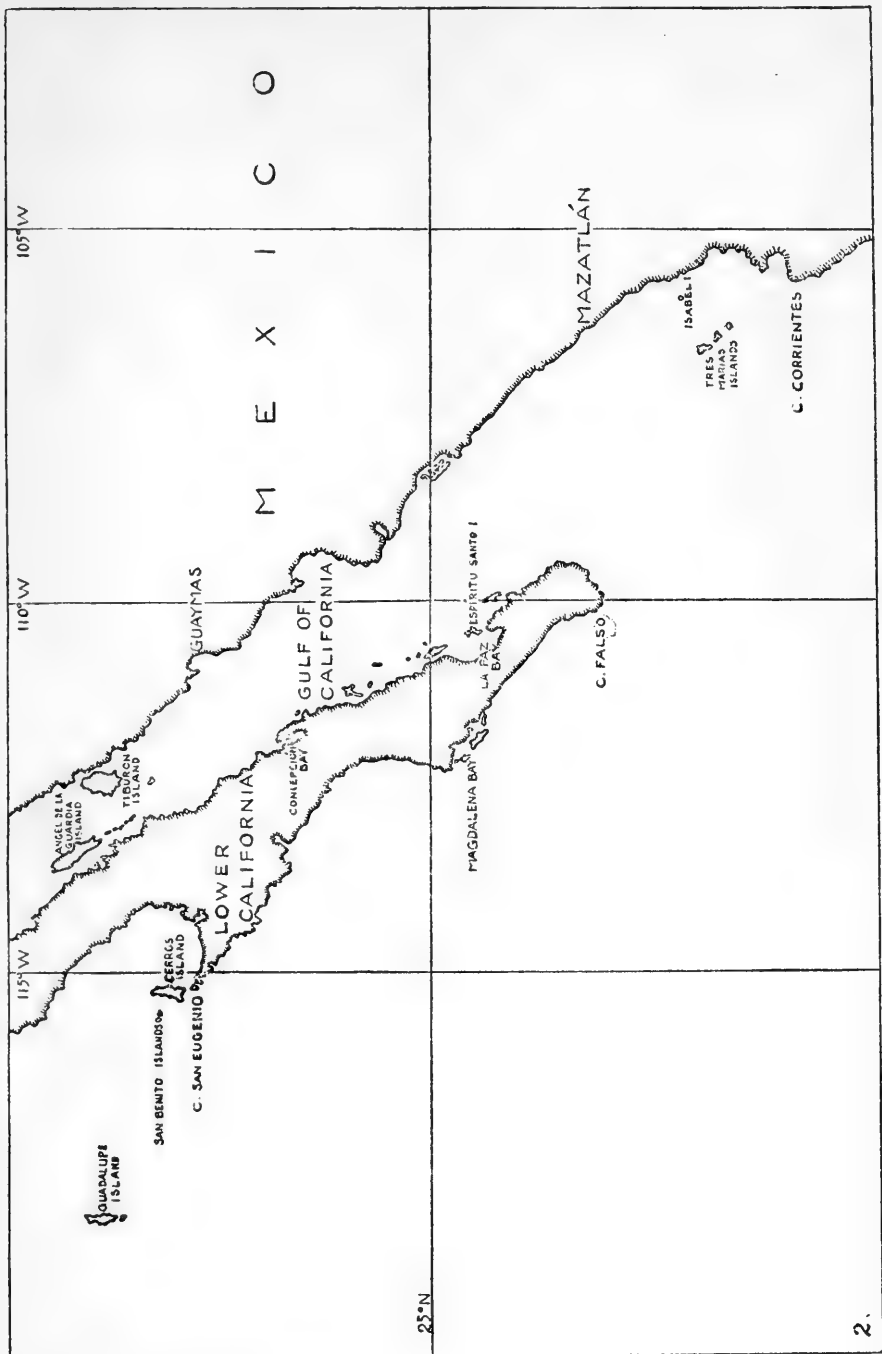 115°W
110°W
105°W
ANGEL DE LA
GUARDIA
ISLAND
TIBURON
ISLAND
GUADALUPE
ISLAND
SAN BENITO ISLANDS
CERROS
ISLAND
C. SAN EUGENIO
GUAYMAS
MEXICO
LOWER
CALIFORNIA
GULF OF
CALIFORNIA
CONCEPCION
BAY
25°N
MAGDALENA BAY
LA PAZ
BAY
ESPIRITU SANTO I
C. FALSO
MAZATLÁN
ISABEL I
TRES
MARIAS
ISLANDS
C. CORRIENTES
2.